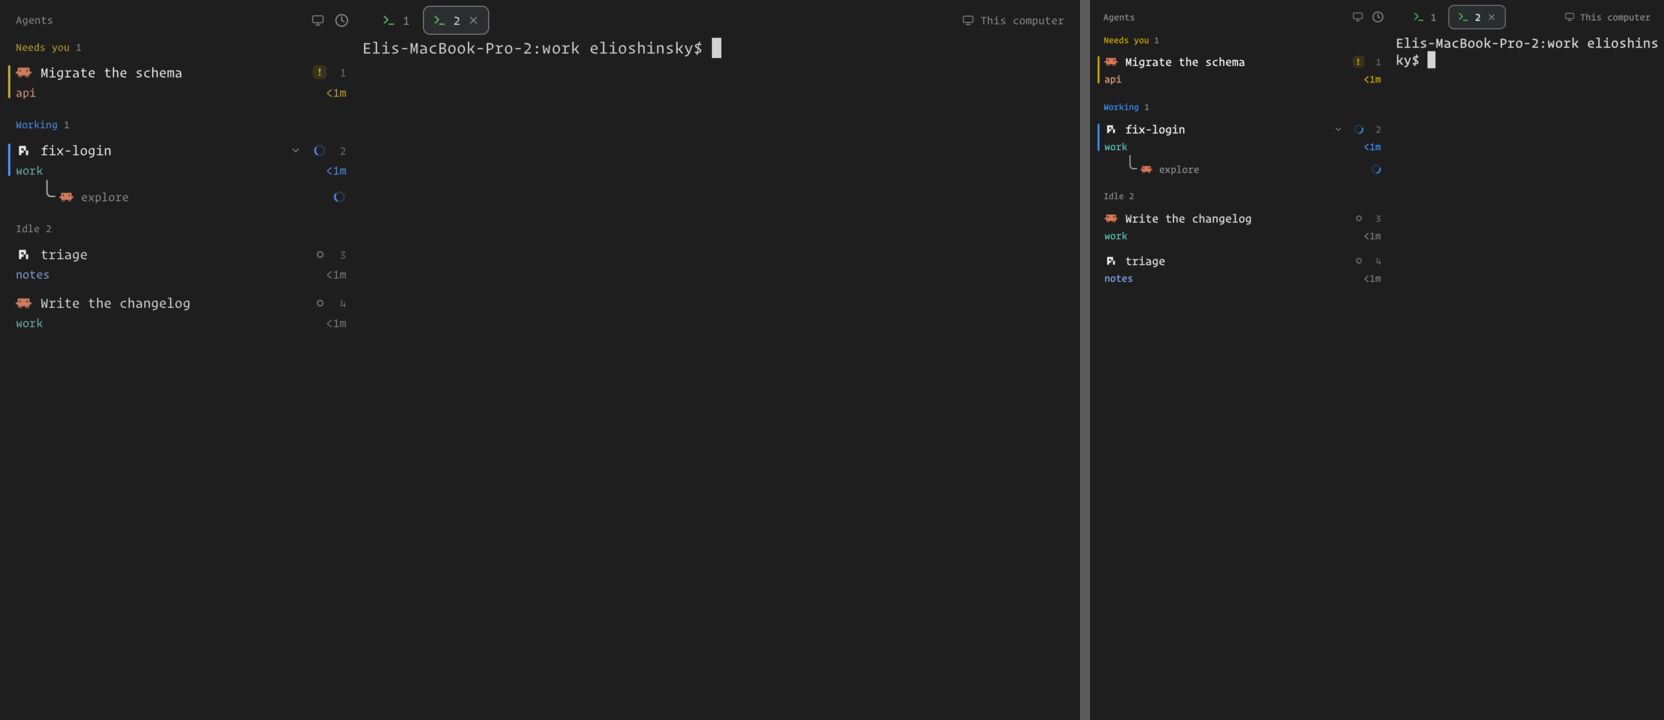 Agents
1
2
This computer
Needs you 1
Migrate the schema ! 1
api <1m
Working 1
fix-login 2
work <1m
explore
Idle 2
triage 3
notes <1m
Write the changelog 4
work <1m
Elis-MacBook-Pro-2:work elioshinsky$
Agents
1
2
This computer
Needs you 1
Migrate the schema ! 1
api <1m
Working 1
fix-login 2
work <1m
explore
Idle 2
Write the changelog 3
work <1m
triage 4
notes <1m
Elis-MacBook-Pro-2:work elioshins
ky$